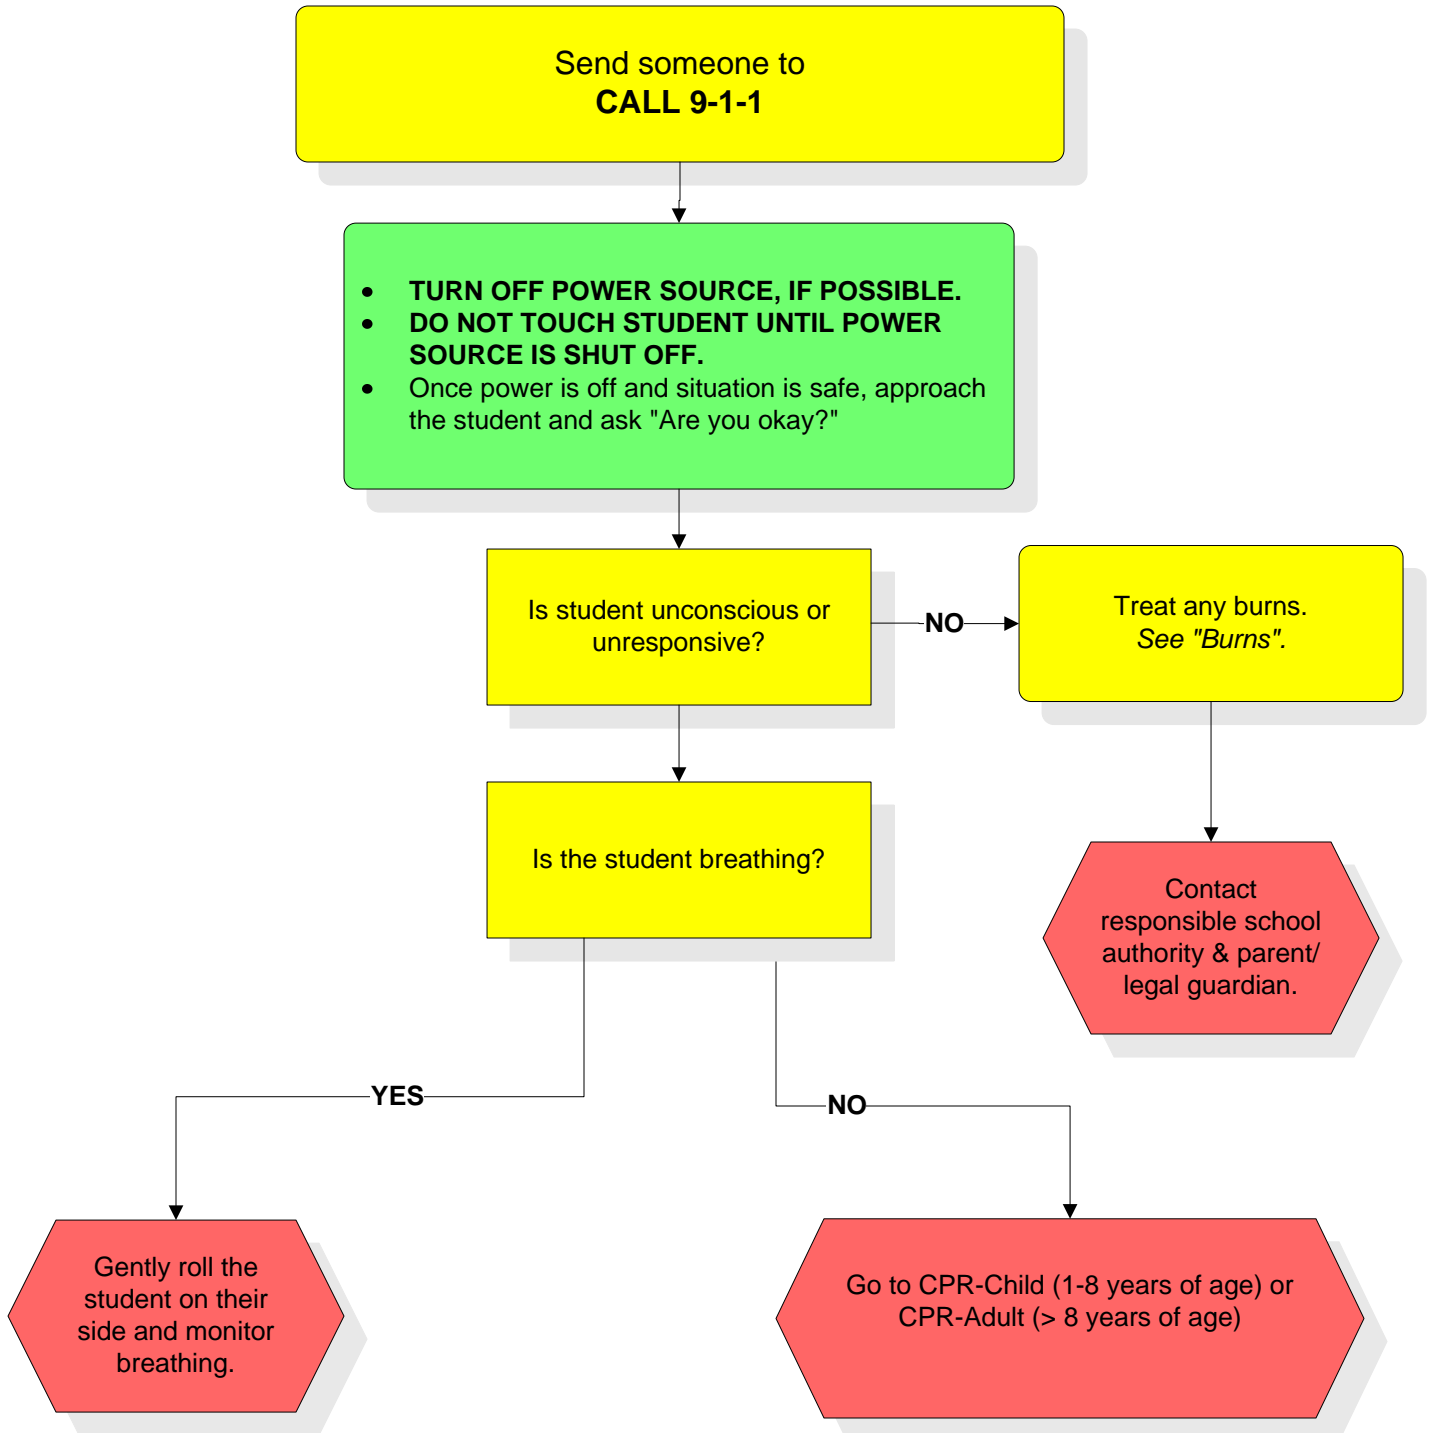 Send someone to
CALL 9-1-1
• TURN OFF POWER SOURCE, IF POSSIBLE.
• DO NOT TOUCH STUDENT UNTIL POWER
SOURCE IS SHUT OFF.
• Once power is off and situation is safe, approach
the student and ask "Are you okay?"
Is student unconscious or
unresponsive?
NO
Treat any burns.
See "Burns".
Is the student breathing?
Contact
responsible school
authority & parent/
legal guardian.
YES
NO
Gently roll the
student on their
side and monitor
breathing.
Go to CPR-Child (1-8 years of age) or
CPR-Adult (> 8 years of age)